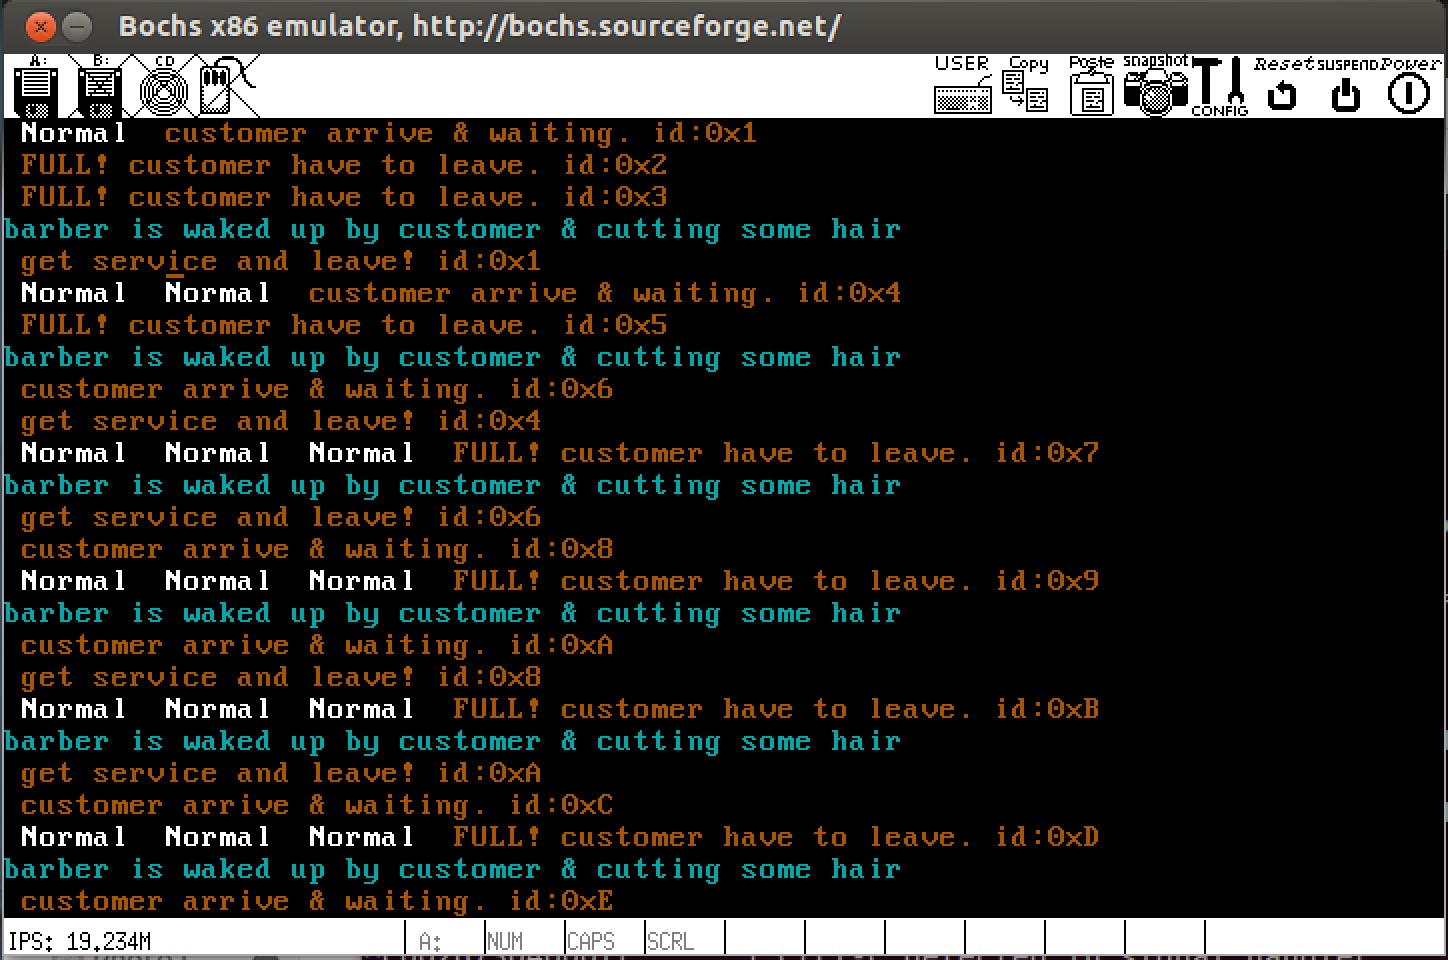 Bochs x86 emulator, http://bochs.sourceforge.net/
A: B: CD USER Copy Paste snapshot CONFIG Reset SUSPEND Power
Normal customer arrive & waiting. id:0x1
FULL! customer have to leave. id:0x2
FULL! customer have to leave. id:0x3
barber is waked up by customer & cutting some hair
get service and leave! id:0x1
Normal Normal customer arrive & waiting. id:0x4
FULL! customer have to leave. id:0x5
barber is waked up by customer & cutting some hair
customer arrive & waiting. id:0x6
get service and leave! id:0x4
Normal Normal Normal FULL! customer have to leave. id:0x7
barber is waked up by customer & cutting some hair
get service and leave! id:0x6
customer arrive & waiting. id:0x8
Normal Normal Normal FULL! customer have to leave. id:0x9
barber is waked up by customer & cutting some hair
customer arrive & waiting. id:0xA
get service and leave! id:0x8
Normal Normal Normal FULL! customer have to leave. id:0xB
barber is waked up by customer & cutting some hair
get service and leave! id:0xA
customer arrive & waiting. id:0xC
Normal Normal Normal FULL! customer have to leave. id:0xD
barber is waked up by customer & cutting some hair
customer arrive & waiting. id:0xE
IPS: 19.234M A: NUM CAPS SCRL